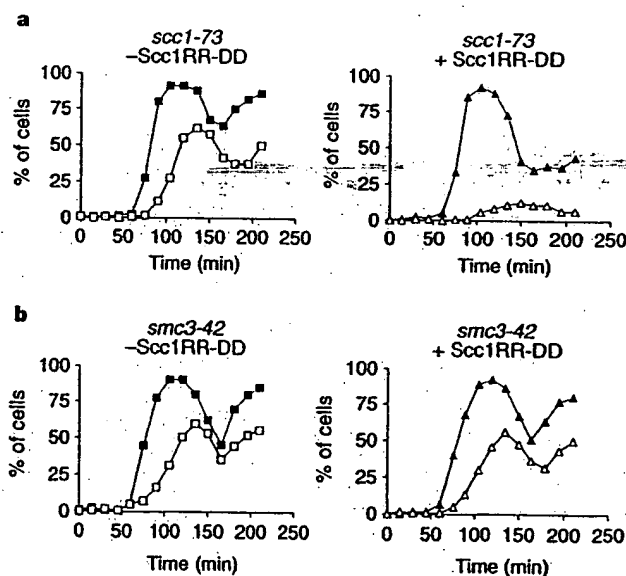 a
scc1-73
–Scc1RR-DD
scc1-73
+ Scc1RR-DD
% of cells
100
75
50
25
0
0 50 100 150 200 250
Time (min)
% of cells
100
75
50
25
0
0 50 100 150 200 250
Time (min)
b
smc3-42
–Scc1RR-DD
smc3-42
+ Scc1RR-DD
% of cells
100
75
50
25
0
0 50 100 150 200 250
Time (min)
% of cells
100
75
50
25
0
0 50 100 150 200 250
Time (min)